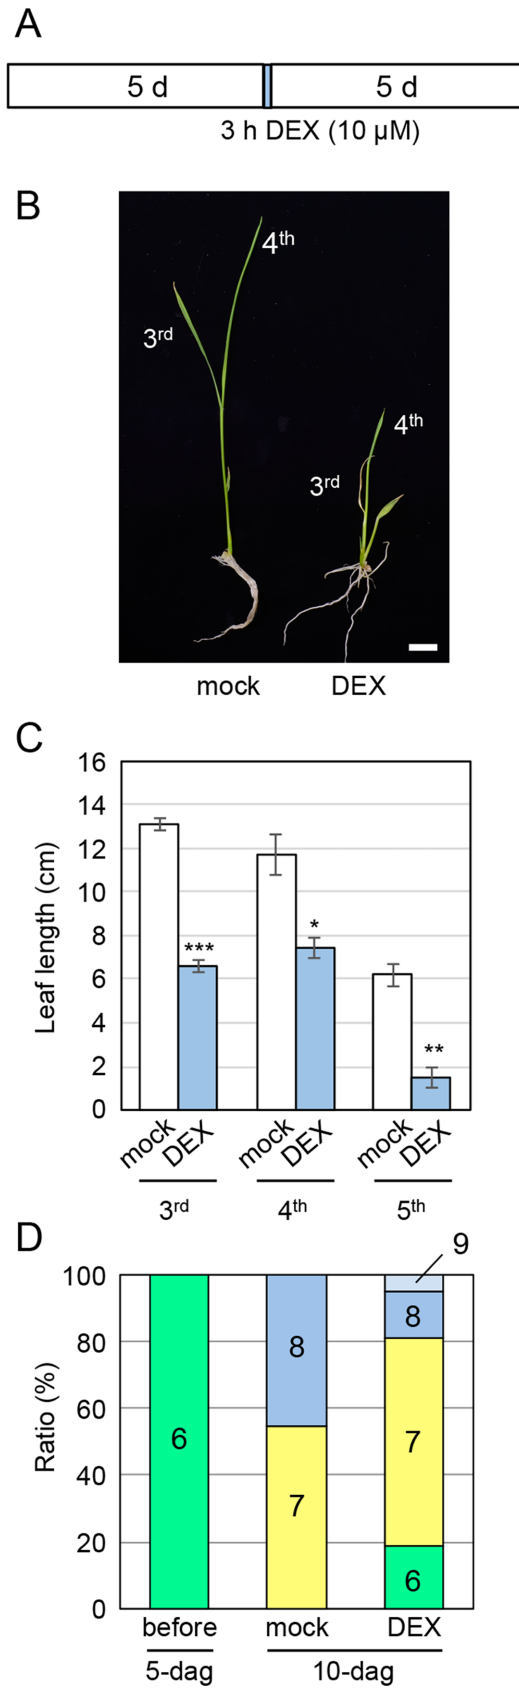 A
5 d 5 d
3 h DEX (10 μM)
B
4th
3rd
4th
3rd
mock DEX
C
Leaf length (cm)
16
14
12
10
8
6
4
2
0
***
*
**
mock DEX mock DEX mock DEX
3rd 4th 5th
D
Ratio (%)
100
80
60
40
20
0
6
8
7
9
8
7
6
before mock DEX
5-dag 10-dag